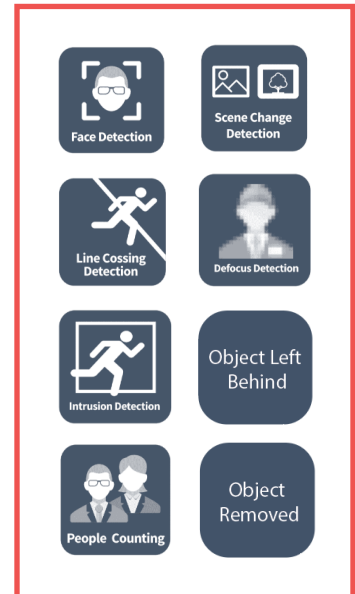 Face Detection
Scene Change
Detection
Line Cossing
Detection
Defocus Detection
Intrusion Detection
Object Left
Behind
People Counting
Object
Removed